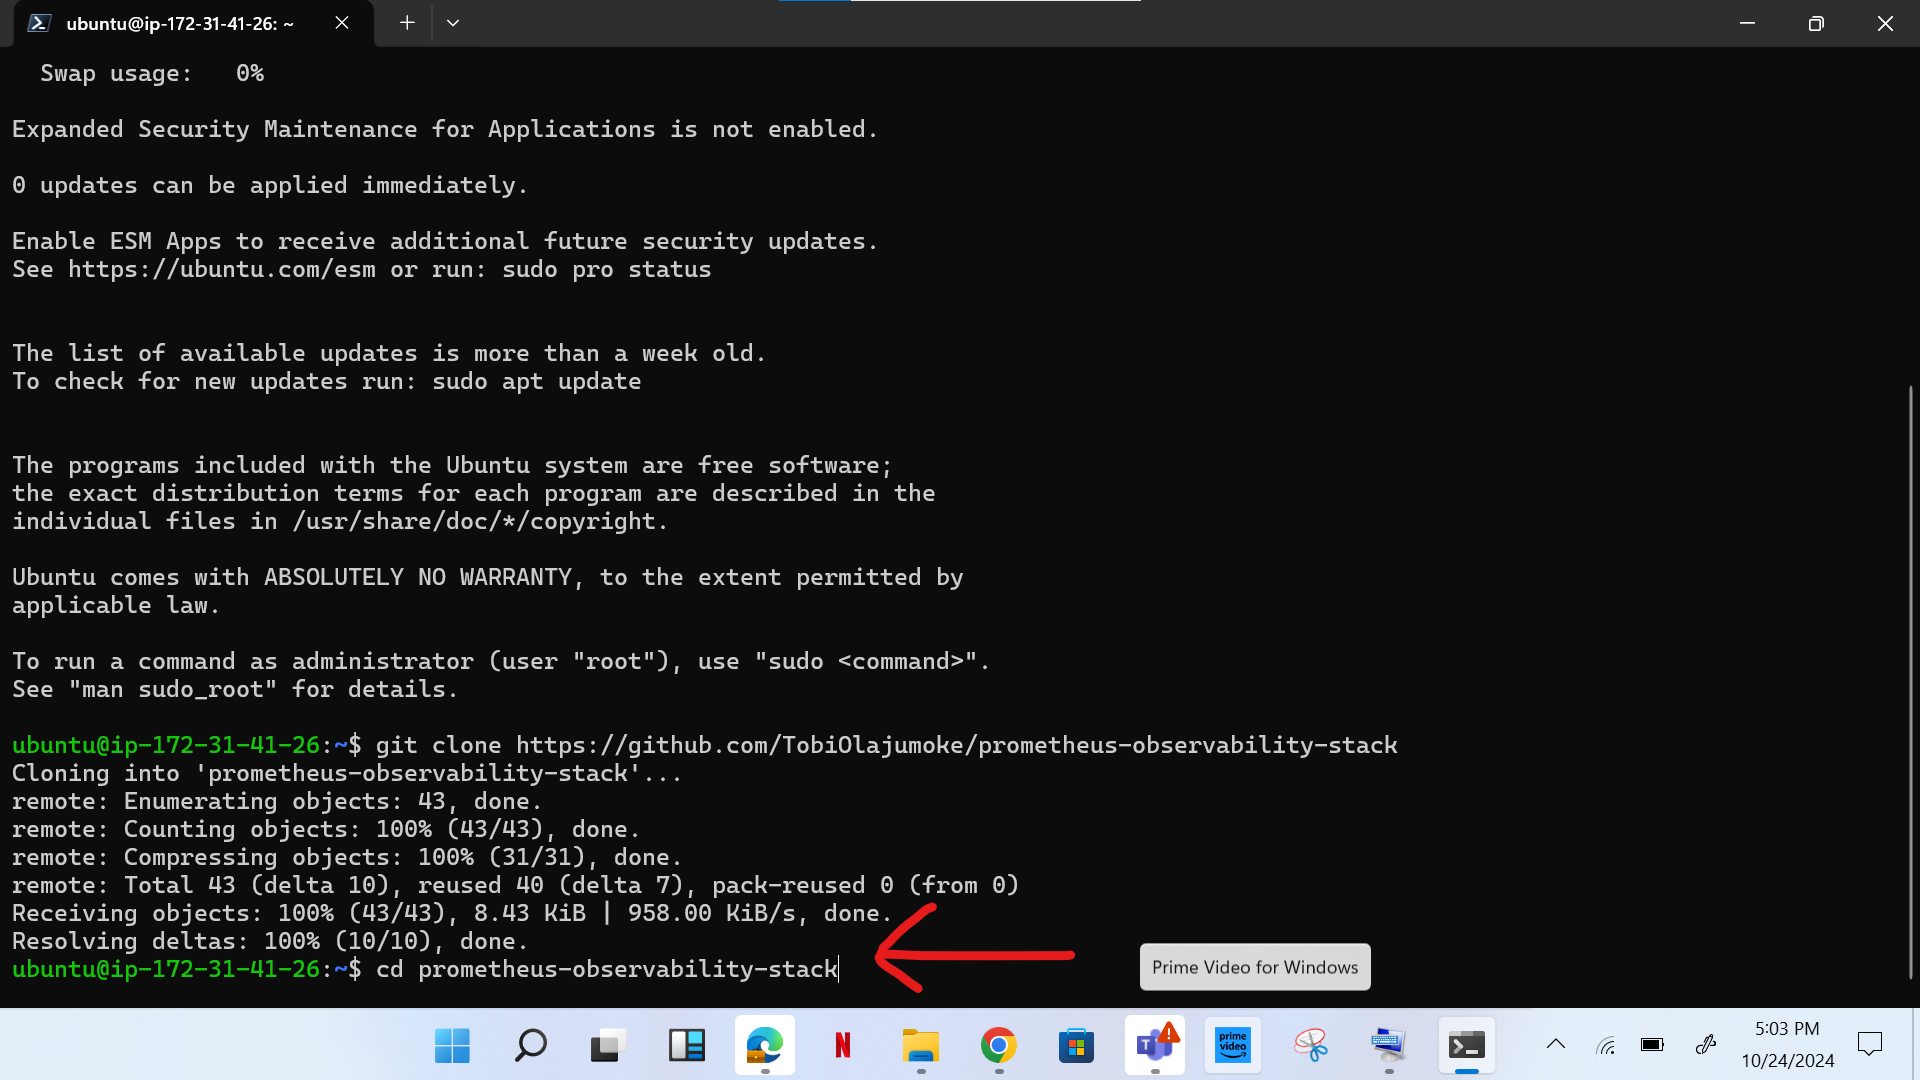 ubuntu@ip-172-31-41-26: ~
Swap usage:   0%
Expanded Security Maintenance for Applications is not enabled.
0 updates can be applied immediately.
Enable ESM Apps to receive additional future security updates.
See https://ubuntu.com/esm or run: sudo pro status
The list of available updates is more than a week old.
To check for new updates run: sudo apt update
The programs included with the Ubuntu system are free software;
the exact distribution terms for each program are described in the
individual files in /usr/share/doc/*/copyright.
Ubuntu comes with ABSOLUTELY NO WARRANTY, to the extent permitted by
applicable law.
To run a command as administrator (user "root"), use "sudo <command>".
See "man sudo_root" for details.
ubuntu@ip-172-31-41-26:~$ git clone https://github.com/TobiOlajumoke/prometheus-observability-stack
Cloning into 'prometheus-observability-stack'...
remote: Enumerating objects: 43, done.
remote: Counting objects: 100% (43/43), done.
remote: Compressing objects: 100% (31/31), done.
remote: Total 43 (delta 10), reused 40 (delta 7), pack-reused 0 (from 0)
Receiving objects: 100% (43/43), 8.43 KiB | 958.00 KiB/s, done.
Resolving deltas: 100% (10/10), done.
ubuntu@ip-172-31-41-26:~$ cd prometheus-observability-stack
Prime Video for Windows
N
T
prime
video
5:03 PM
10/24/2024